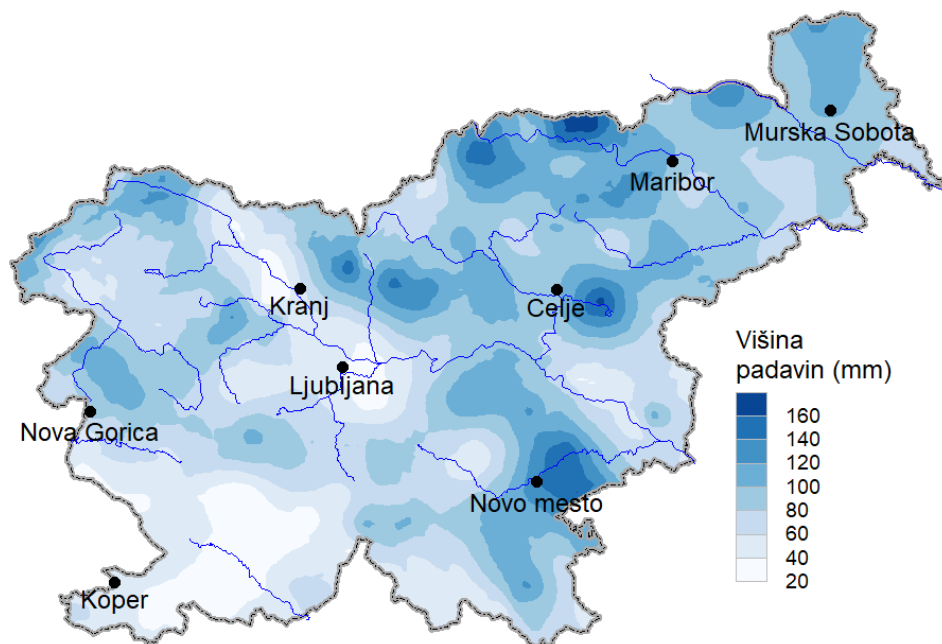 Murska Sobota
Maribor
Kranj
Celje
Ljubljana
Nova Gorica
Novo mesto
Koper
Višina
padavin (mm)
160
140
120
100
80
60
40
20